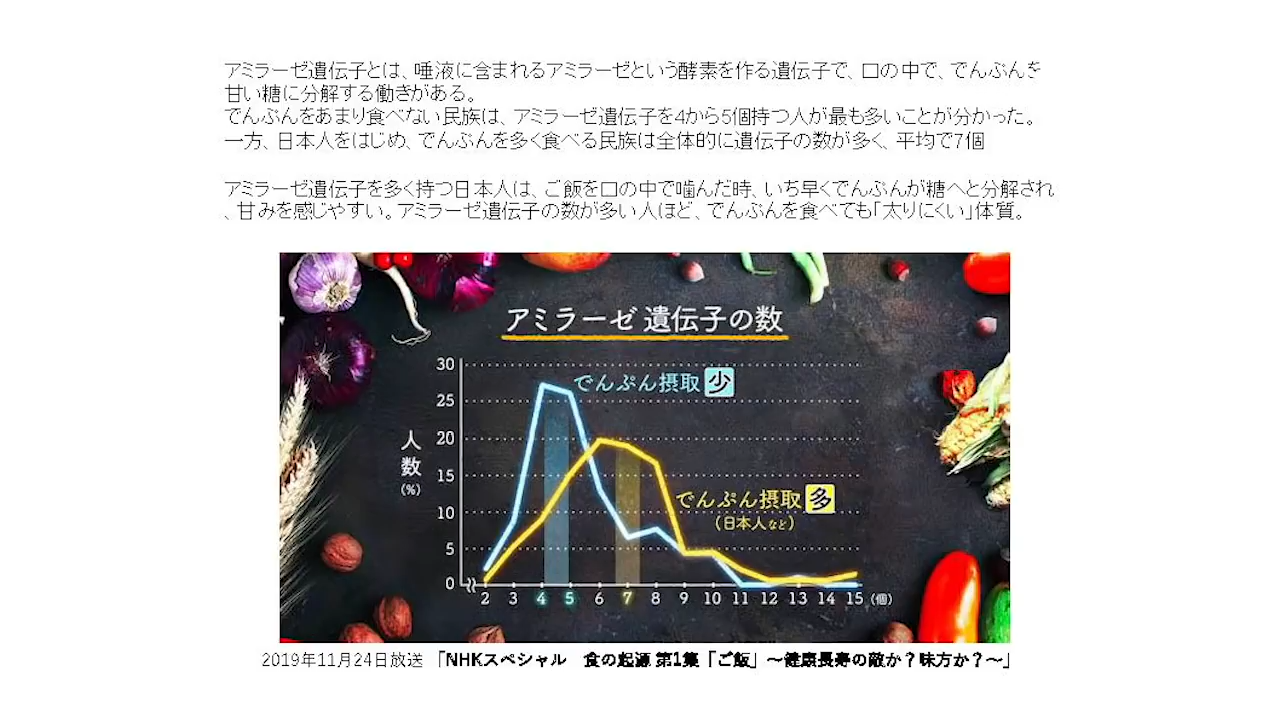 アミラーゼ遺伝子とは、唾液に含まれるアミラーゼという酵素を作る遺伝子で、口の中で、でんぷんを
甘い糖に分解する働きがある。
でんぷんをあまり食べない民族は、アミラーゼ遺伝子を4から5個持つ人が最も多いことが分かった。
一方、日本人をはじめ、でんぷんを多く食べる民族は全体的に遺伝子の数が多く、平均で7個
アミラーゼ遺伝子を多く持つ日本人は、ご飯を口の中で噛んだ時、いち早くでんぷんが糖へと分解され
、甘みを感じやすい。アミラーゼ遺伝子の数が多い人ほど、でんぷんを食べても「太りにくい」体質。
アミラーゼ 遺伝子の数
でんぷん摂取 少
でんぷん摂取 多
(日本人など)
人数
(%)
30
25
20
15
10
5
0
2 3 4 5 6 7 8 9 10 11 12 13 14 15 (個)
2019年11月24日放送 「NHKスペシャル 食の起源 第1集「ご飯」～健康長寿の敵か？味方か？～」